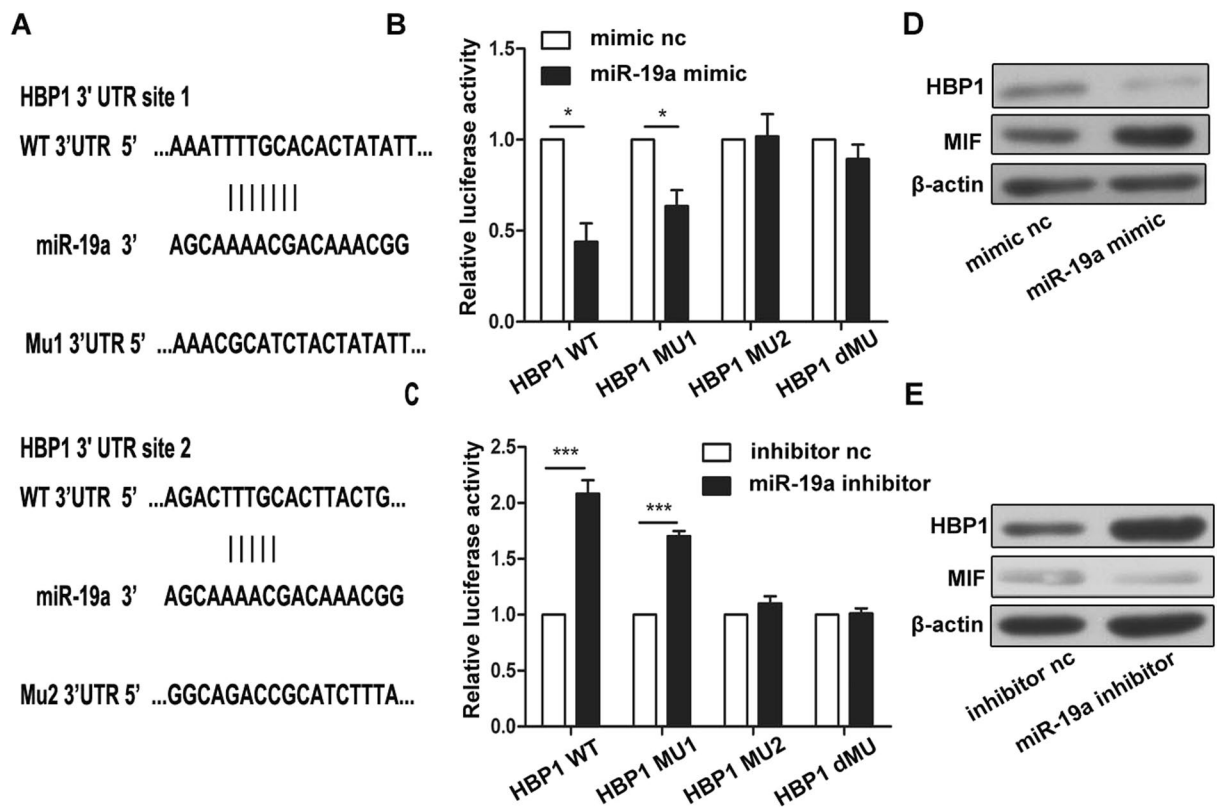 A
HBP1 3' UTR site 1
WT 3'UTR 5' ...AAATTTTGCACACTATATT...
|||||||
miR-19a 3' AGCAAAACGACAAACGG
Mu1 3'UTR 5' ...AAACGCATCTACTATATT...
HBP1 3' UTR site 2
WT 3'UTR 5' ...AGACTTTGCACTTACTG...
|||||
miR-19a 3' AGCAAAACGACAAACGG
Mu2 3'UTR 5' ...GGCAGACCGCATCTTTA...
B
mimic nc
miR-19a mimic
Relative luciferase activity
1.5
1.0
0.5
0.0
* *
HBP1 WT
HBP1 MU1
HBP1 MU2
HBP1 dMU
C
inhibitor nc
miR-19a inhibitor
Relative luciferase activity
2.5
2.0
1.5
1.0
0.5
0.0
*** ***
HBP1 WT
HBP1 MU1
HBP1 MU2
HBP1 dMU
D
HBP1
MIF
β-actin
mimic nc
miR-19a mimic
E
HBP1
MIF
β-actin
inhibitor nc
miR-19a inhibitor